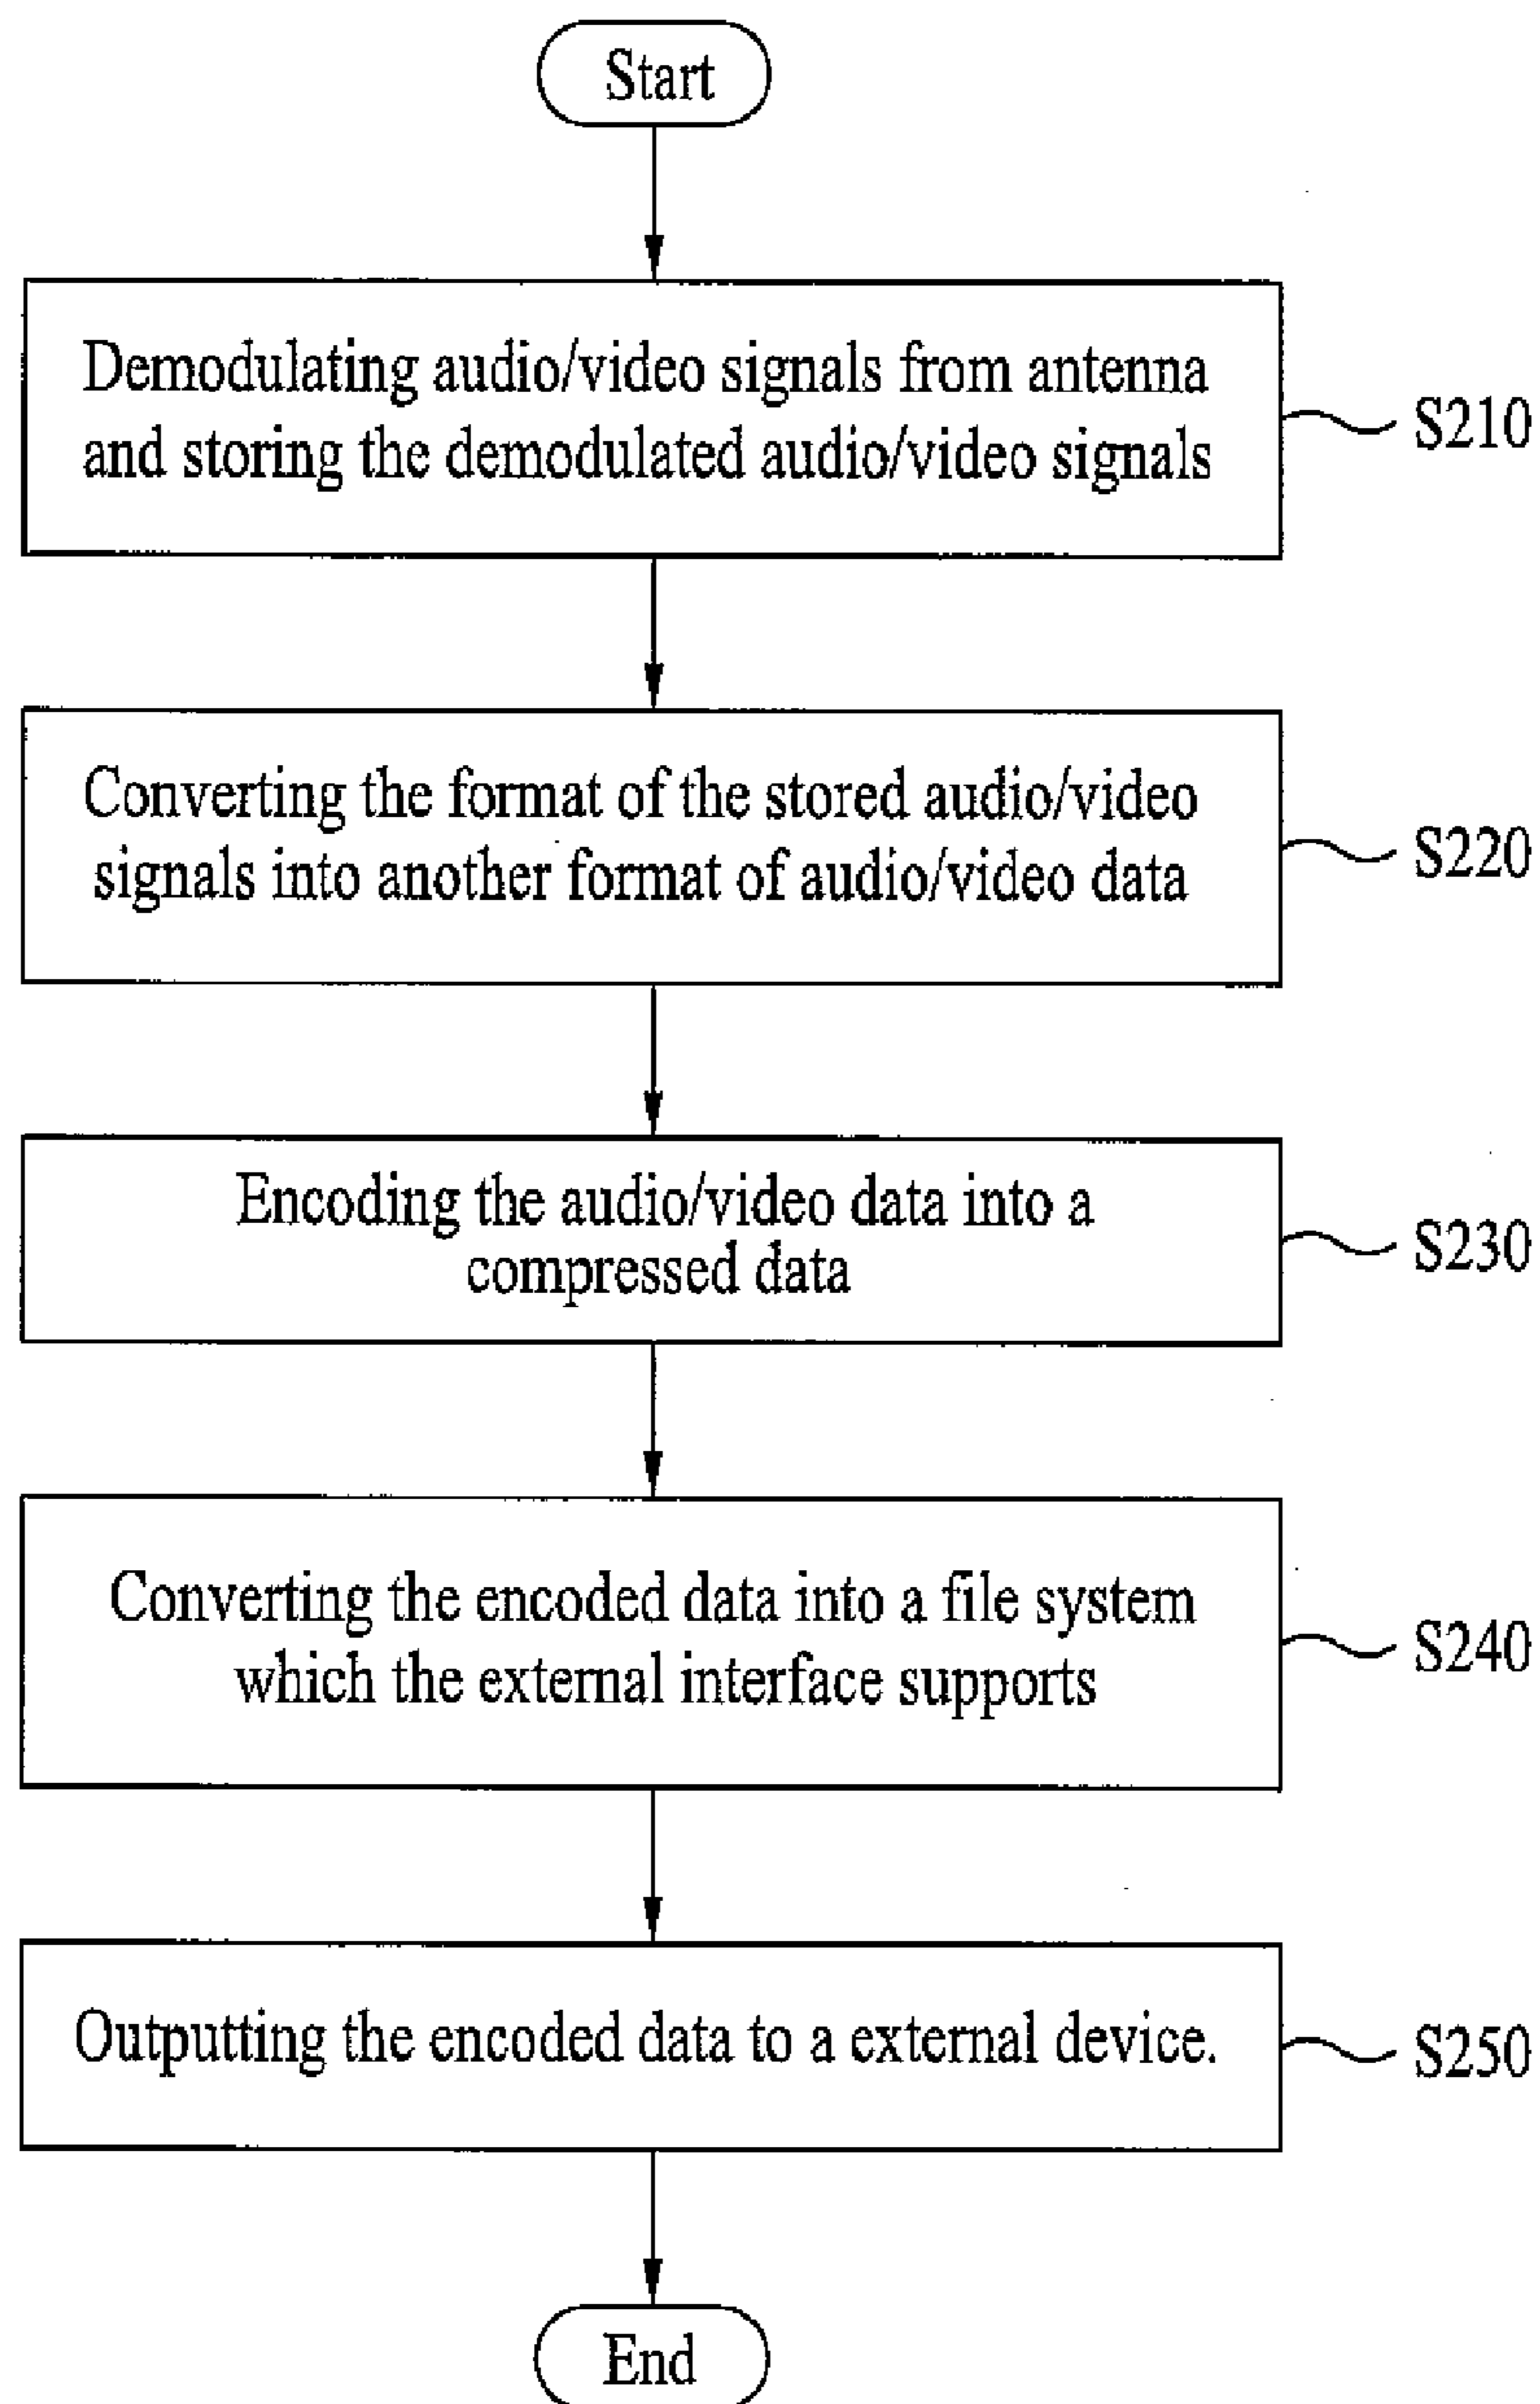 Start
Demodulating audio/video signals from antenna
and storing the demodulated audio/video signals
S210
Converting the format of the stored audio/video
signals into another format of audio/video data
S220
Encoding the audio/video data into a
compressed data
S230
Converting the encoded data into a file system
which the external interface supports
S240
Outputting the encoded data to a external device.
S250
End